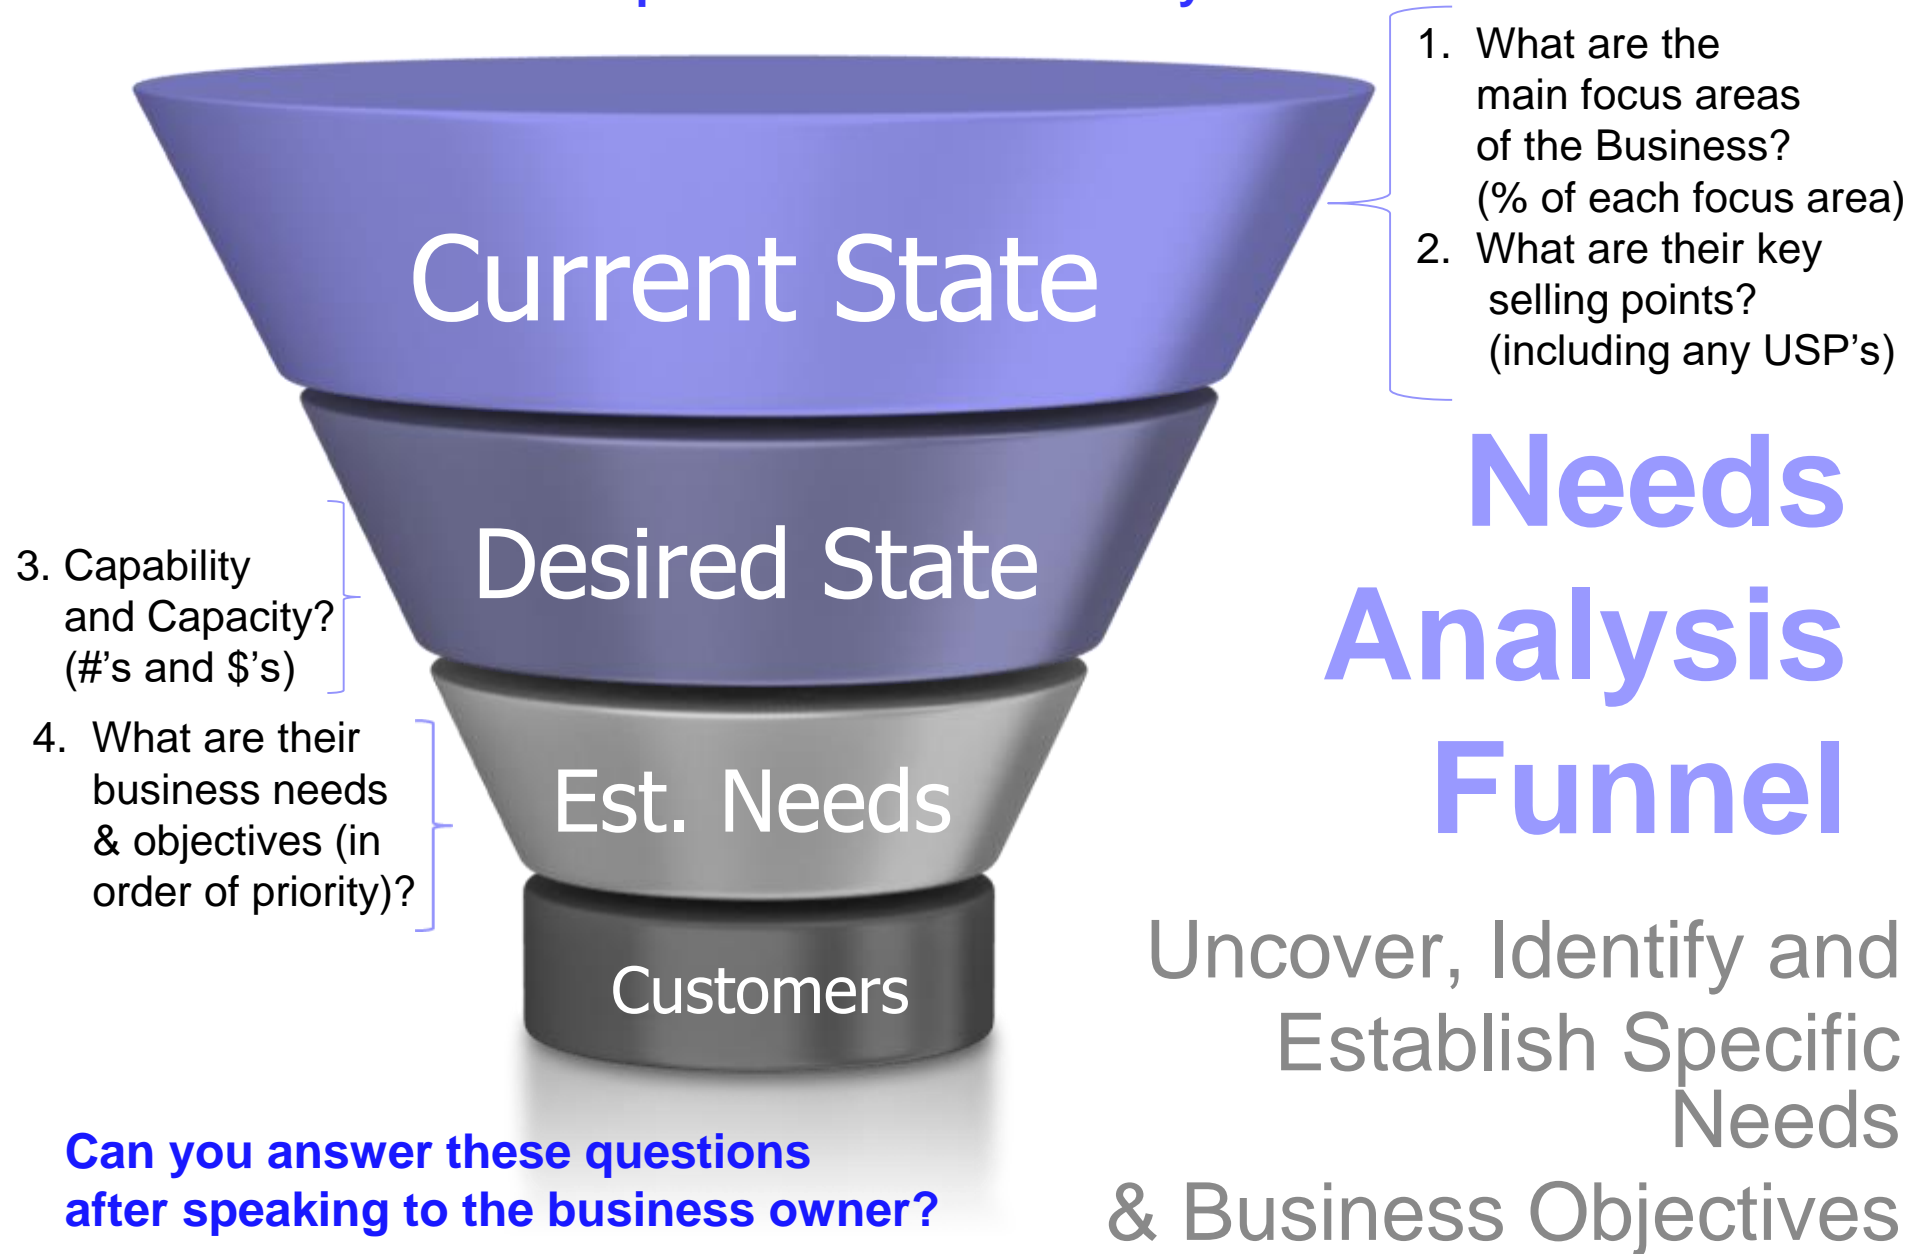 1. What are the
main focus areas
of the Business?
(% of each focus area)
2. What are their key
selling points?
(including any USP's)
Current State
Desired State
Est. Needs
Customers
3. Capability
and Capacity?
(#'s and $'s)
4. What are their
business needs
& objectives (in
order of priority)?
Needs
Analysis
Funnel
Uncover, Identify and
Establish Specific
Needs
& Business Objectives
Can you answer these questions
after speaking to the business owner?